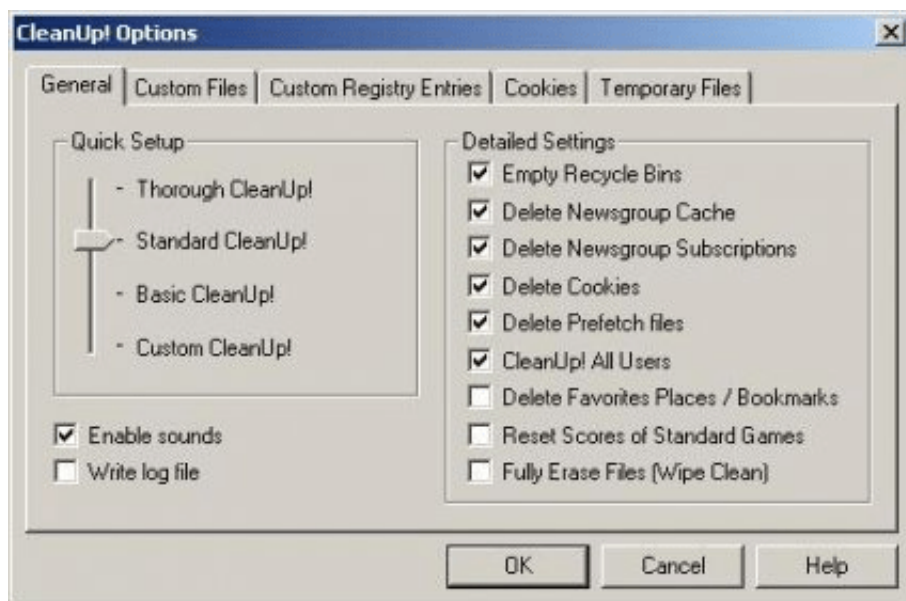 CleanUp! Options
General Custom Files Custom Registry Entries Cookies Temporary Files
Quick Setup
- Thorough CleanUp!
- Standard CleanUp!
- Basic CleanUp!
- Custom CleanUp!
Enable sounds
Write log file
Detailed Settings
Empty Recycle Bins
Delete Newsgroup Cache
Delete Newsgroup Subscriptions
Delete Cookies
Delete Prefetch files
CleanUp! All Users
Delete Favorites Places / Bookmarks
Reset Scores of Standard Games
Fully Erase Files (Wipe Clean)
OK Cancel Help